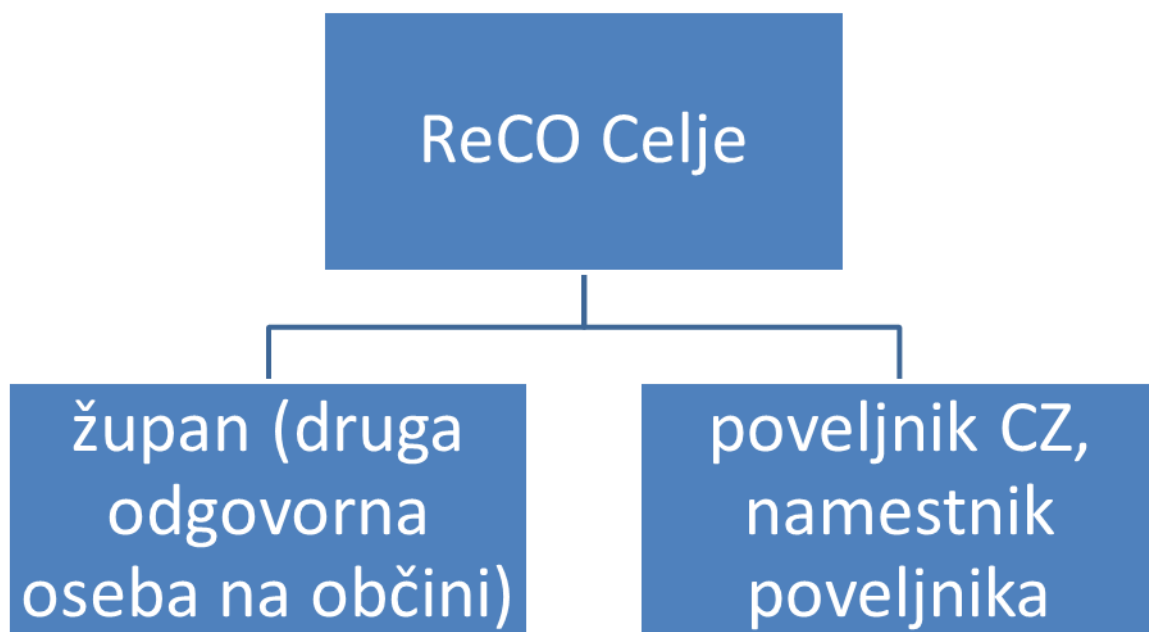 ReCO Celje
župan (druga
odgovorna
oseba na občini)
poveljnik CZ,
namestnik
poveljnika